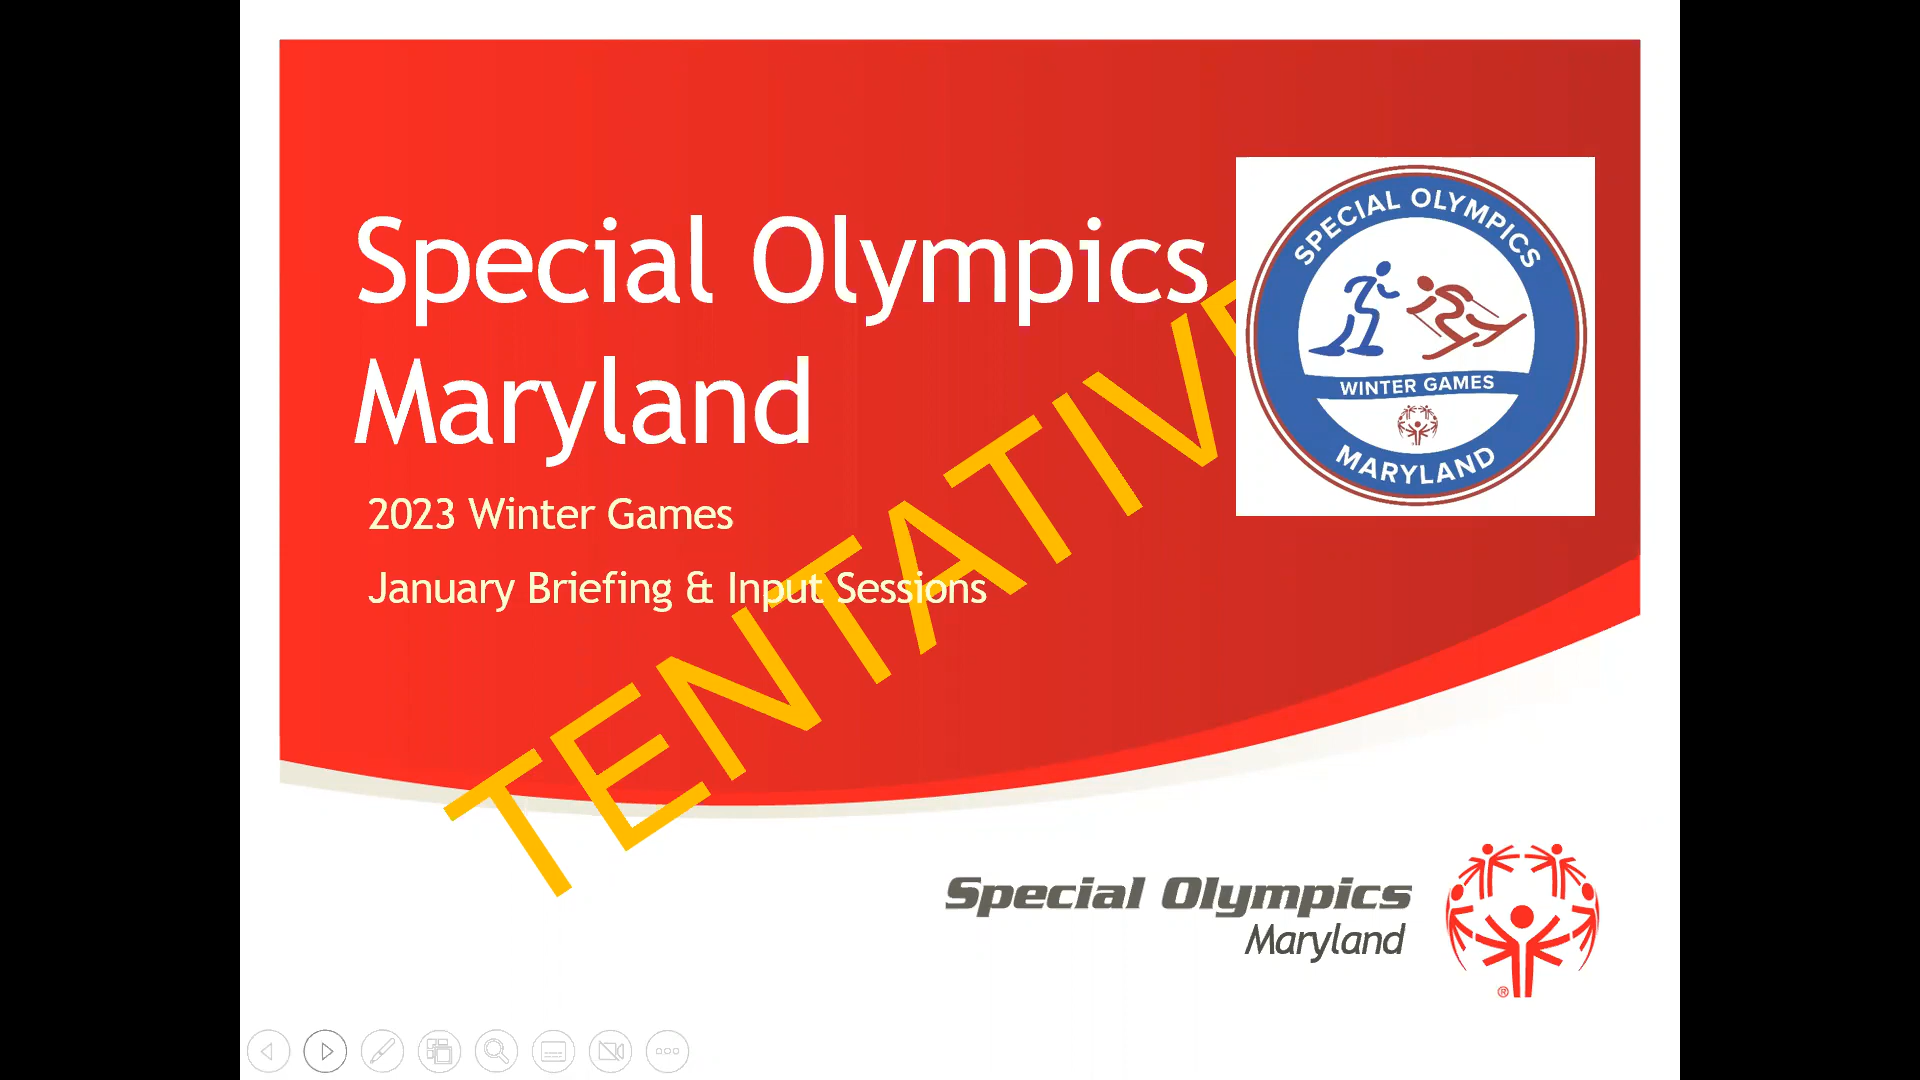 Special Olympics
Maryland
2023 Winter Games
January Briefing & Input Sessions
TENTATIVE
SPECIAL OLYMPICS
WINTER GAMES
MARYLAND
Special Olympics
Maryland
®